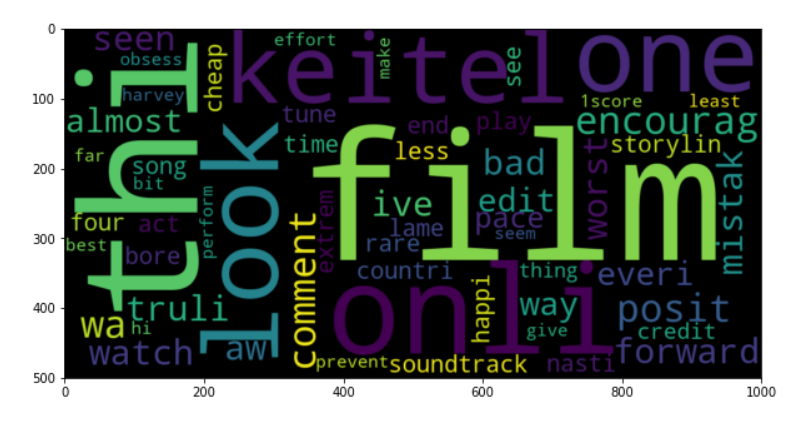 0
100
200
300
400
500
seen
effort
keitel
one
obsess
cheap
make
see
thi
harvey
1score
least
almost
tune
end
play
encourag
look
film
time
less
storylin
far
song
bad
worst
bit
ive
edit
mistak
four
act
perform
extrem
lame
pace
rare
seem
best
bore
comment
countri
thing
everi
onli
happi
way
posit
truli
wa
hi
give
credit
watch
aw
prevent
soundtrack
nasti
forward
0
200
400
600
800
1000